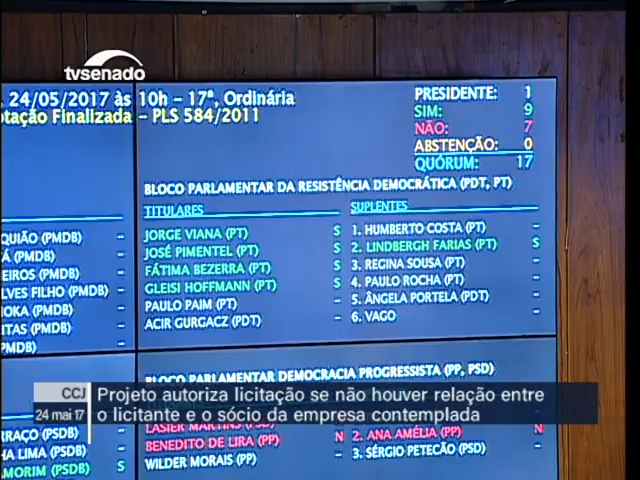 tvsenado
, 24/05/2017 às 10h - 17ª, Ordinária
otação Finalizada - PLS 584/2011
PRESIDENTE: 1
SIM: 9
NÃO: 7
ABSTENÇÃO: 0
QUÓRUM: 17
BLOCO PARLAMENTAR DA RESISTÊNCIA DEMOCRÁTICA (PDT, PT)
TITULARES
SUPLENTES
QUIÃO (PMDB) -
Á (PMDB) -
EIROS (PMDB) -
LVES FILHO (PMDB) -
OKA (PMDB) -
ITAS (PMDB) -
PMDB) -
JORGE VIANA (PT) S
JOSÉ PIMENTEL (PT) S
FÁTIMA BEZERRA (PT) S
GLEISI HOFFMANN (PT) S
PAULO PAIM (PT) -
ACIR GURGACZ (PDT) -
1. HUMBERTO COSTA (PT) -
2. LINDBERGH FARIAS (PT) S
3. REGINA SOUSA (PT) -
4. PAULO ROCHA (PT) -
5. ÂNGELA PORTELA (PDT) -
6. VAGO -
BLOCO PARLAMENTAR DEMOCRACIA PROGRESSISTA (PP, PSD)
CCJ
24 mai 17
Projeto autoriza licitação se não houver relação entre
o licitante e o sócio da empresa contemplada
RRAÇO (PSDB) -
HA LIMA (PSDB) -
AMORIM (PSDB) S
LASIER MARTINS
BENEDITO DE LIRA (PP) N
WILDER MORAIS (PP) -
2. ANA AMÉLIA (PP) N
3. SÉRGIO PETECÃO (PSD) -